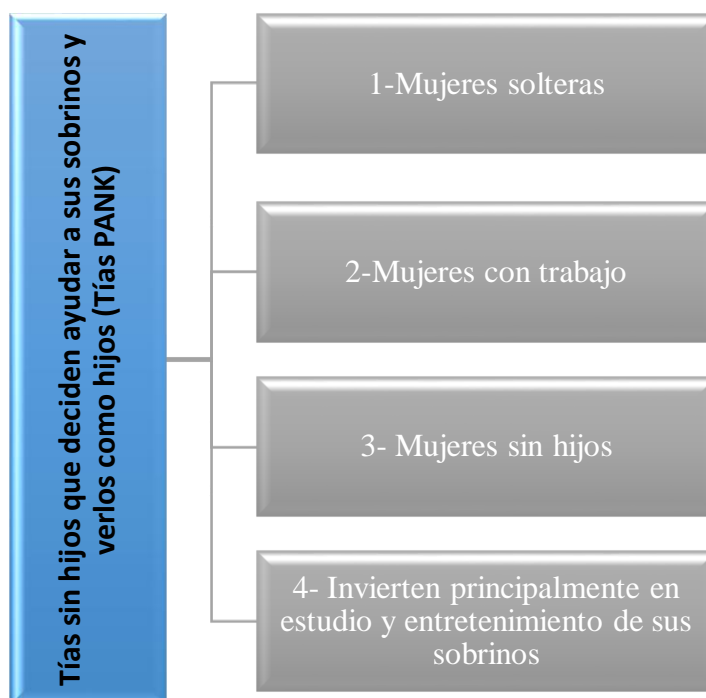 Tías sin hijos que deciden ayudar a sus sobrinos y
verlos como hijos (Tías PANK)
1-Mujeres solteras
2-Mujeres con trabajo
3- Mujeres sin hijos
4- Invierten principalmente en
estudio y entretenimiento de sus
sobrinos